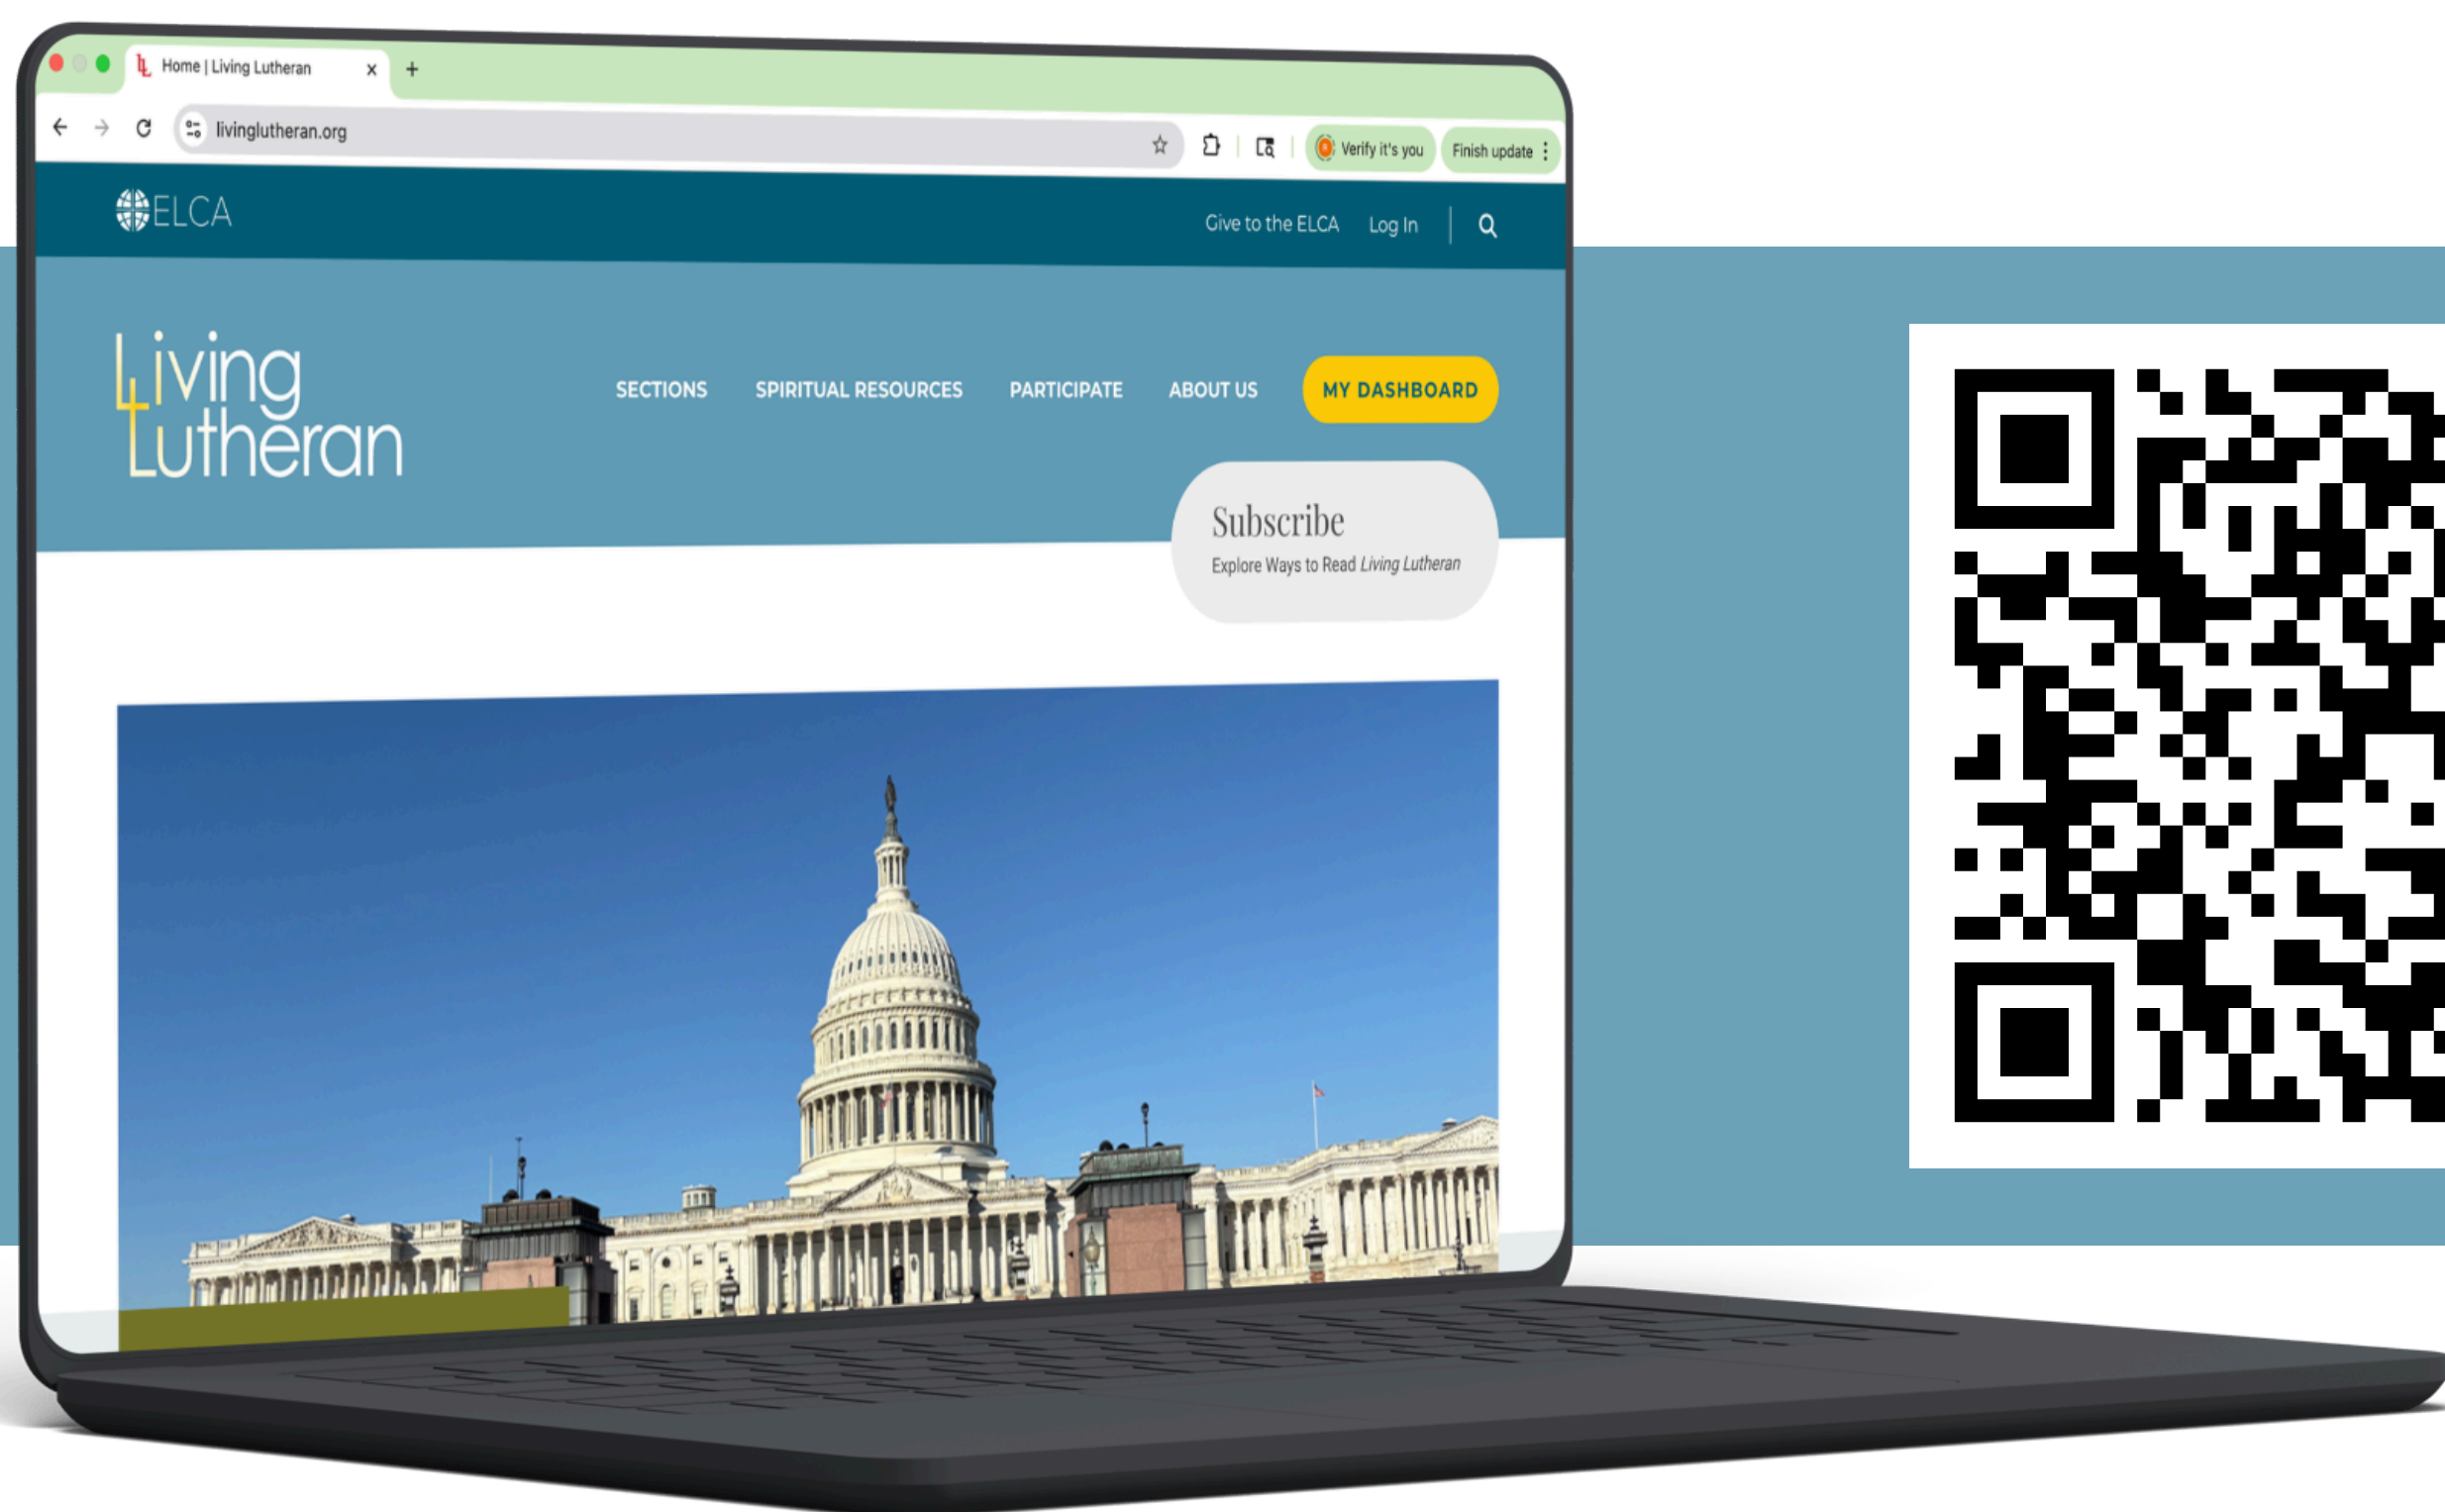 Home | Living Lutheran
livinglutheran.org
Verify it's you
Finish update
ELCA
Give to the ELCA
Log In
Living
Lutheran
SECTIONS
SPIRITUAL RESOURCES
PARTICIPATE
ABOUT US
MY DASHBOARD
Subscribe
Explore Ways to Read Living Lutheran